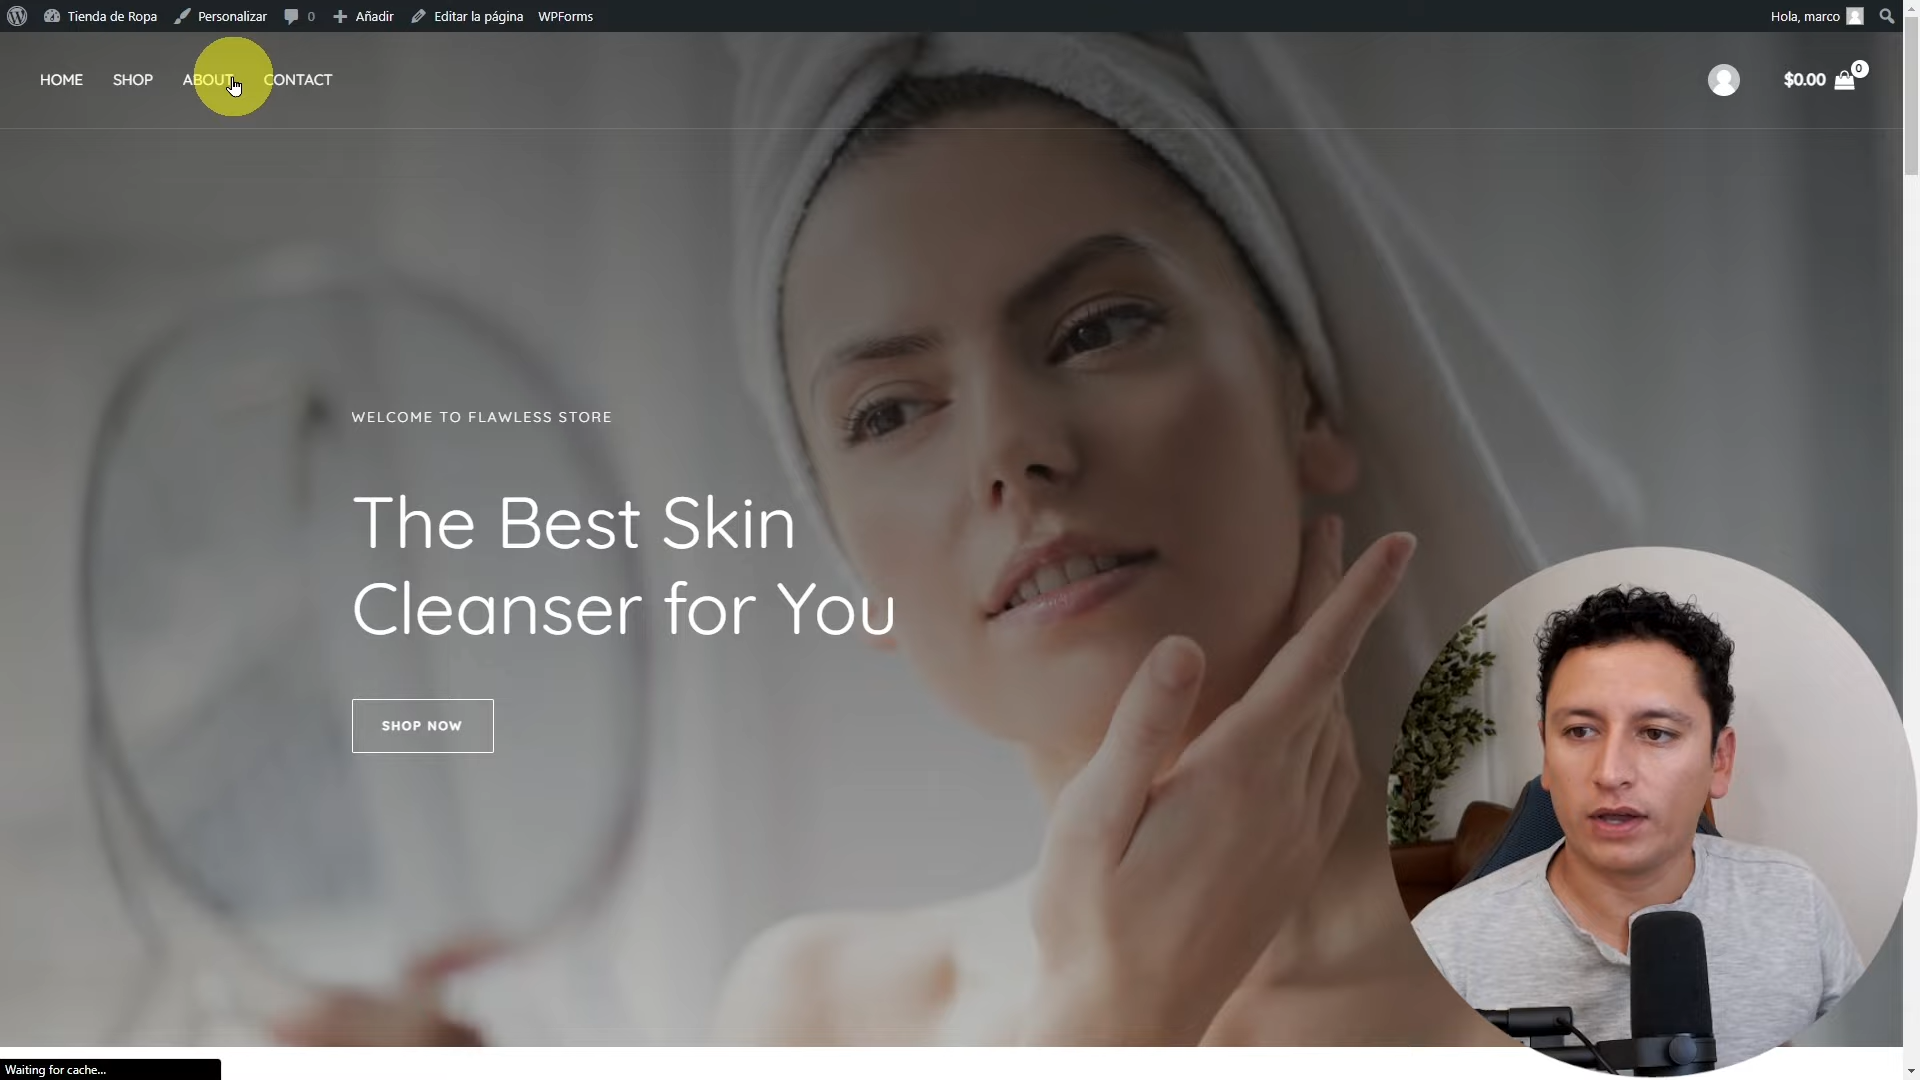 Tienda de Ropa Personalizar 0 Añadir Editar la página WPForms Hola, marco
HOME SHOP ABOUT CONTACT $0.00 0
WELCOME TO FLAWLESS STORE
The Best Skin
Cleanser for You
SHOP NOW
Waiting for cache...